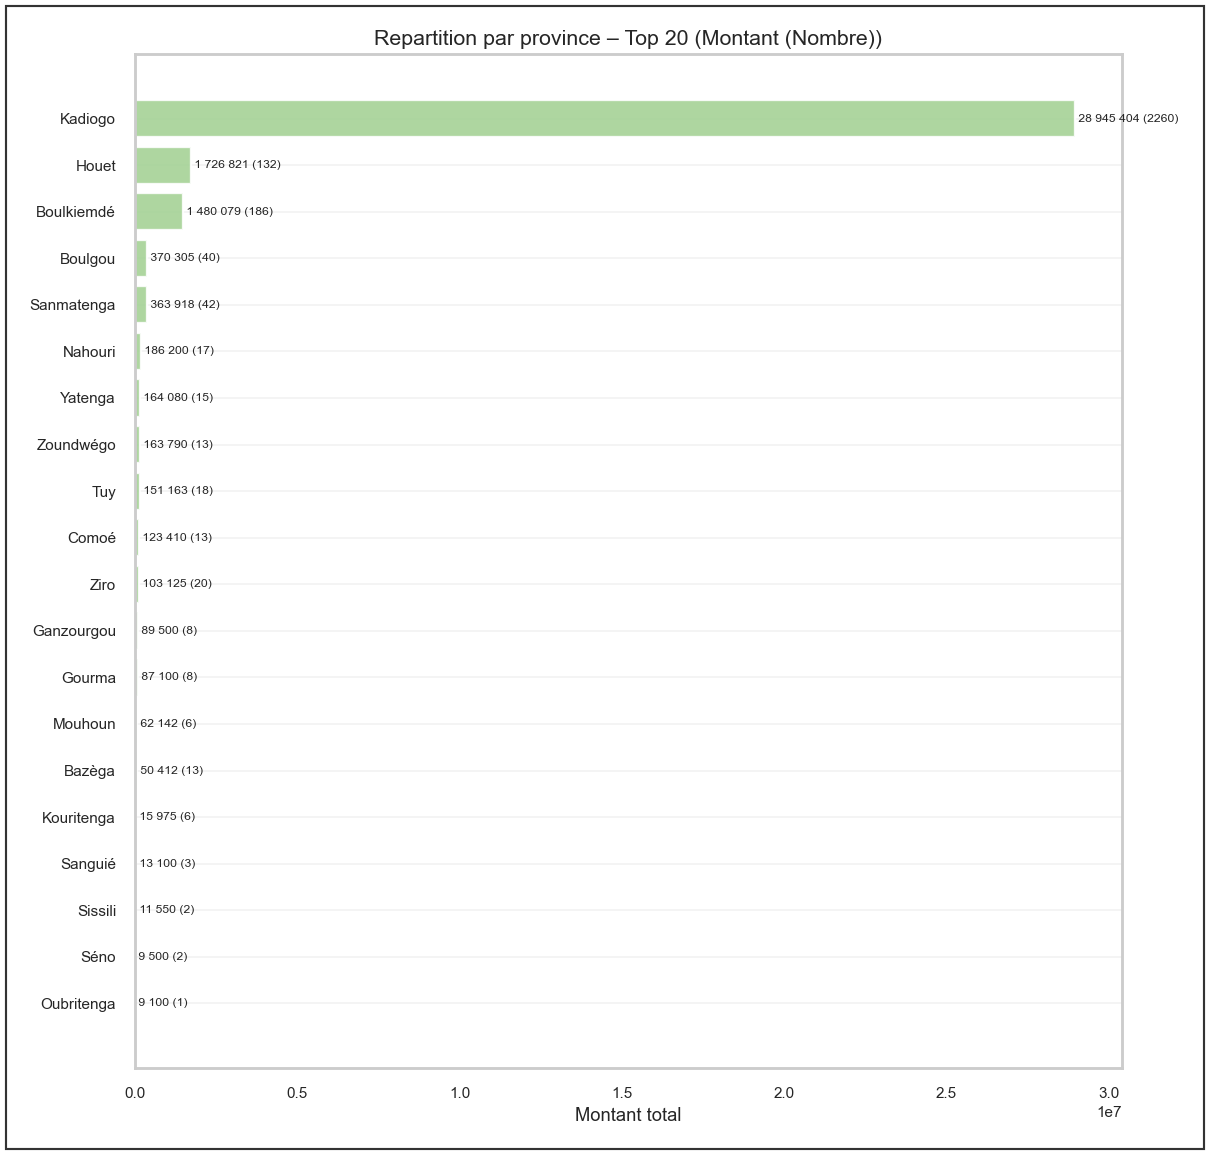 Repartition par province – Top 20 (Montant (Nombre))
Kadiogo 28 945 404 (2260)
Houet 1 726 821 (132)
Boulkiemdé 1 480 079 (186)
Boulgou 370 305 (40)
Sanmatenga 363 918 (42)
Nahouri 186 200 (17)
Yatenga 164 080 (15)
Zoundwégo 163 790 (13)
Tuy 151 163 (18)
Comoé 123 410 (13)
Ziro 103 125 (20)
Ganzourgou 89 500 (8)
Gourma 87 100 (8)
Mouhoun 62 142 (6)
Bazèga 50 412 (13)
Kouritenga 15 975 (6)
Sanguié 13 100 (3)
Sissili 11 550 (2)
Séno 9 500 (2)
Oubritenga 9 100 (1)
0.0 0.5 1.0 1.5 2.0 2.5 3.0
1e7
Montant total